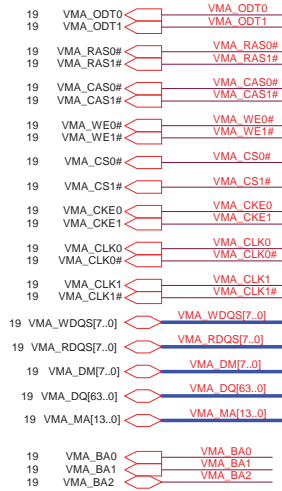 19 VMA_ODT0 VMA_ODT0
19 VMA_ODT1 VMA_ODT1
19 VMA_RAS0# VMA_RAS0#
19 VMA_RAS1# VMA_RAS1#
19 VMA_CAS0# VMA_CAS0#
19 VMA_CAS1# VMA_CAS1#
19 VMA_WE0# VMA_WE0#
19 VMA_WE1# VMA_WE1#
19 VMA_CS0# VMA_CS0#
19 VMA_CS1# VMA_CS1#
19 VMA_CKE0 VMA_CKE0
19 VMA_CKE1 VMA_CKE1
19 VMA_CLK0 VMA_CLK0
19 VMA_CLK0# VMA_CLK0#
19 VMA_CLK1 VMA_CLK1
19 VMA_CLK1# VMA_CLK1#
19 VMA_WDQS[7..0] VMA_WDQS[7..0]
19 VMA_RDQS[7..0] VMA_RDQS[7..0]
19 VMA_DM[7..0] VMA_DM[7..0]
19 VMA_DQ[63..0] VMA_DQ[63..0]
19 VMA_MA[13..0] VMA_MA[13..0]
19 VMA_BA0 VMA_BA0
19 VMA_BA1 VMA_BA1
19 VMA_BA2 VMA_BA2